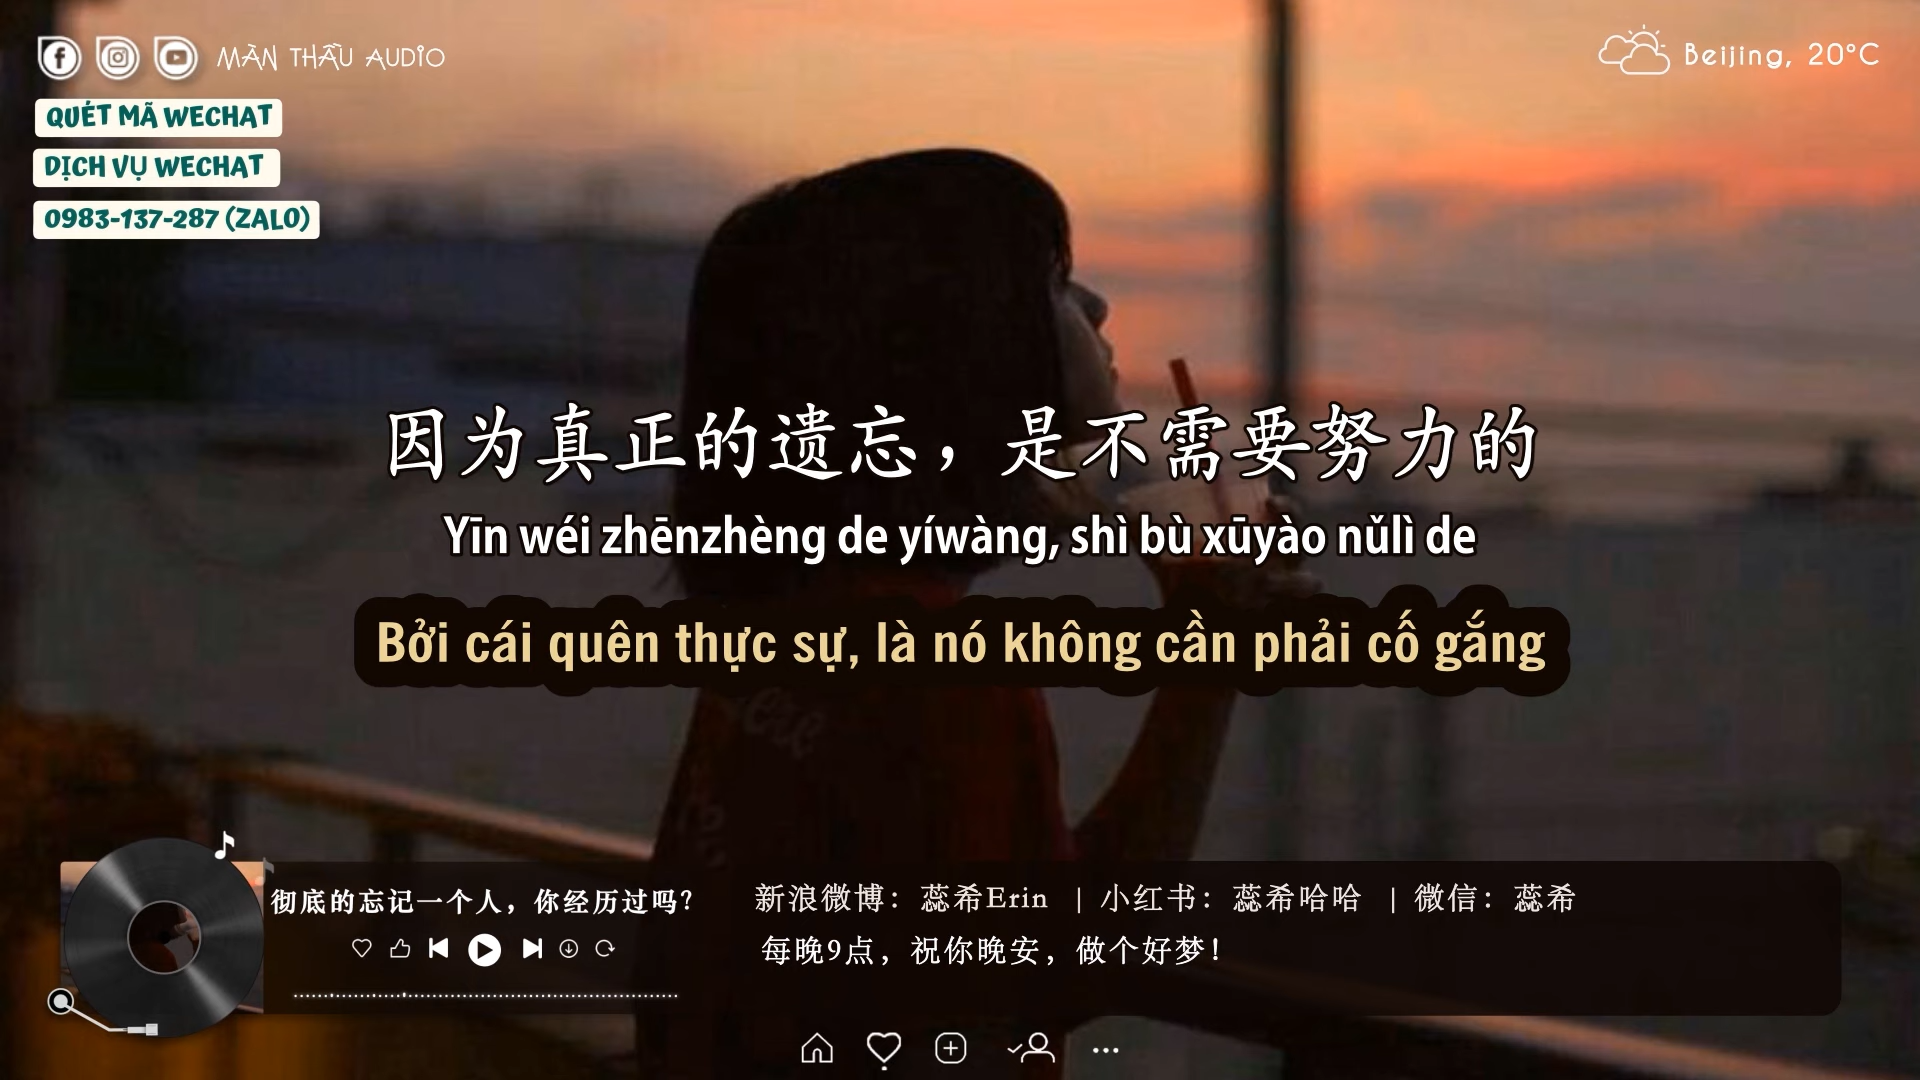 MÀN THẦU AUDIO
Beijing, 20°C
QUÉT MÃ WECHAT
DỊCH VỤ WECHAT
0983-137-287 (ZALO)
因为真正的遗忘，是不需要努力的
Yīn wéi zhēnzhèng de yíwàng, shì bù xūyào nǔlì de
Bởi cái quên thực sự, là nó không cần phải cố gắng
彻底的忘记一个人，你经历过吗？
新浪微博：蕊希Erin | 小红书：蕊希哈哈 | 微信：蕊希
每晚9点，祝你晚安，做个好梦！